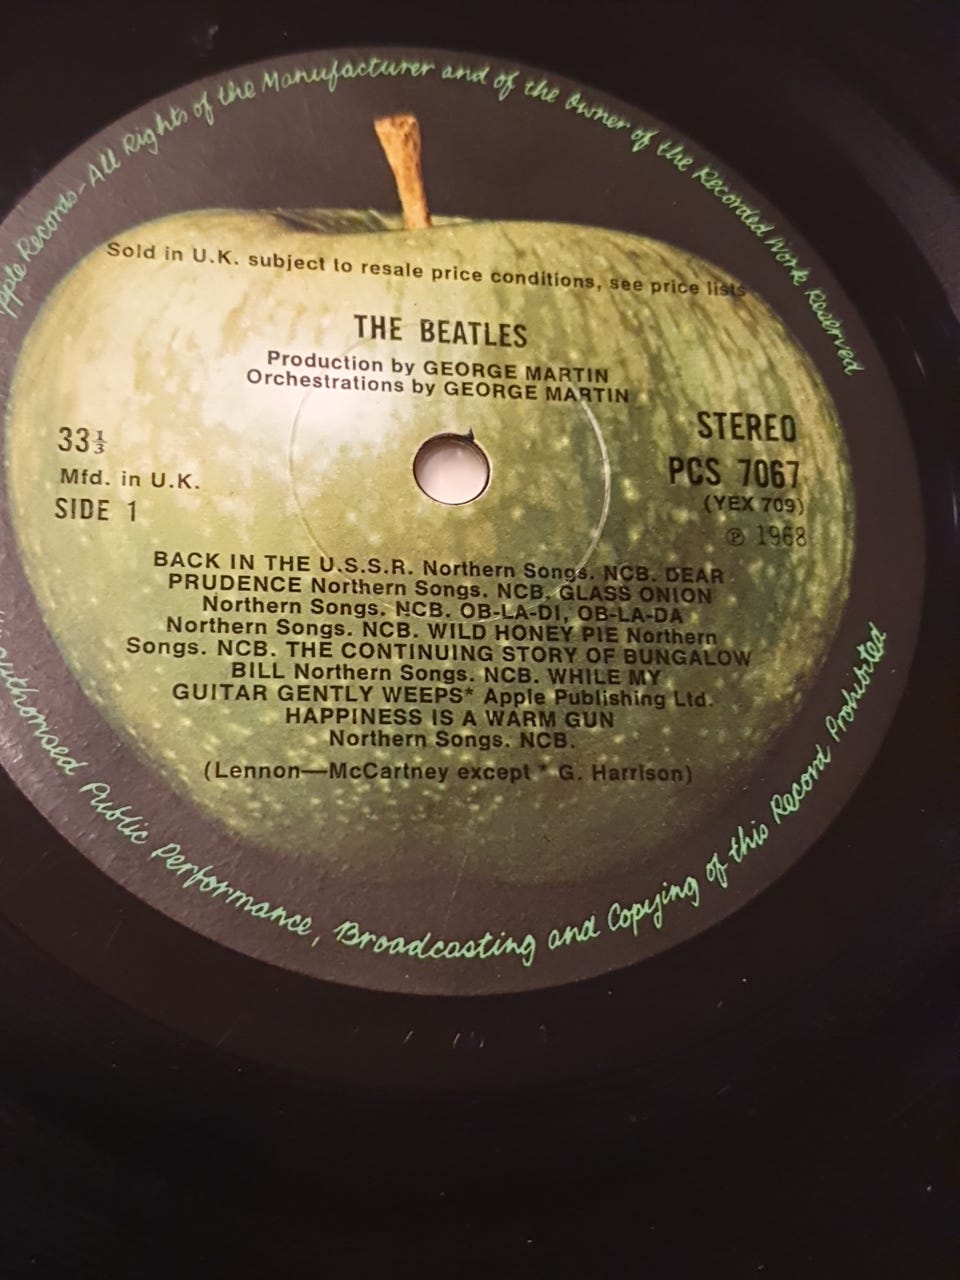 Apple Records - All Rights of the Manufacturer and of the Owner of the Recorded Work Reserved
Sold in U.K. subject to resale price conditions, see price lists
THE BEATLES
Production by GEORGE MARTIN
Orchestrations by GEORGE MARTIN
33⅓
Mfd. in U.K.
SIDE 1
STEREO
PCS 7067
(YEX 709)
℗ 1968
BACK IN THE U.S.S.R. Northern Songs. NCB. DEAR
PRUDENCE Northern Songs. NCB. GLASS ONION
Northern Songs. NCB. OB-LA-DI, OB-LA-DA
Northern Songs. NCB. WILD HONEY PIE Northern
Songs. NCB. THE CONTINUING STORY OF BUNGALOW
BILL Northern Songs. NCB. WHILE MY
GUITAR GENTLY WEEPS* Apple Publishing Ltd.
HAPPINESS IS A WARM GUN
Northern Songs. NCB.
(Lennon—McCartney except * G. Harrison)
Unauthorised Public Performance, Broadcasting and Copying of this Record Prohibited